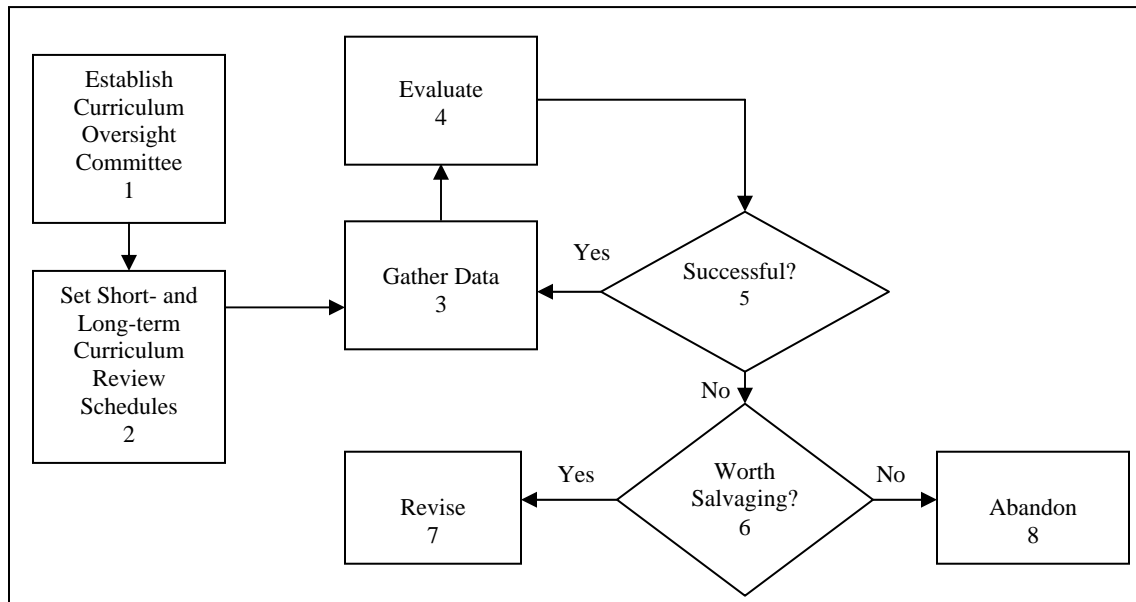 Establish
Curriculum
Oversight
Committee
1
Set Short- and
Long-term
Curriculum
Review
Schedules
2
Gather Data
3
Evaluate
4
Successful?
5
Yes
No
Worth
Salvaging?
6
Yes
Revise
7
No
Abandon
8